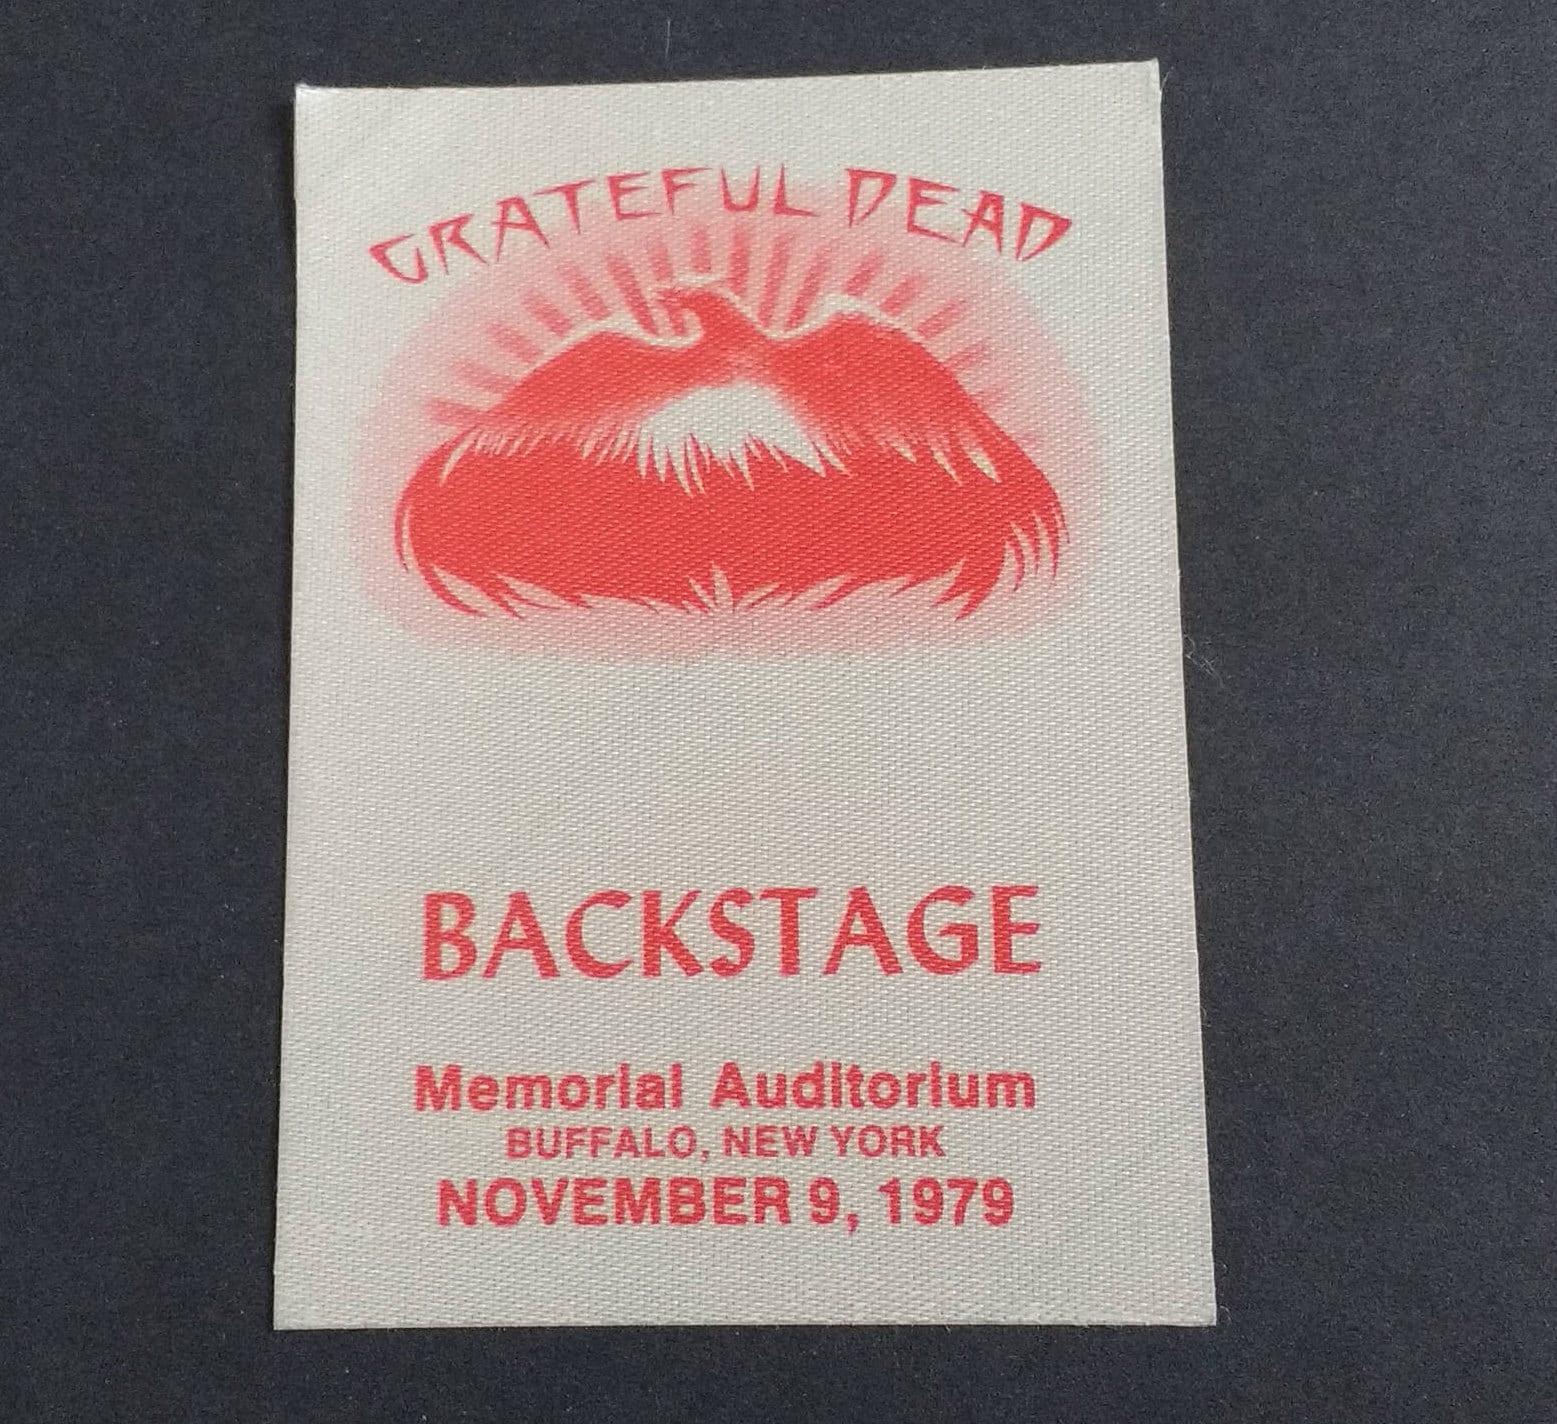 GRATEFUL DEAD
BACKSTAGE
Memorial Auditorium
BUFFALO, NEW YORK
NOVEMBER 9, 1979